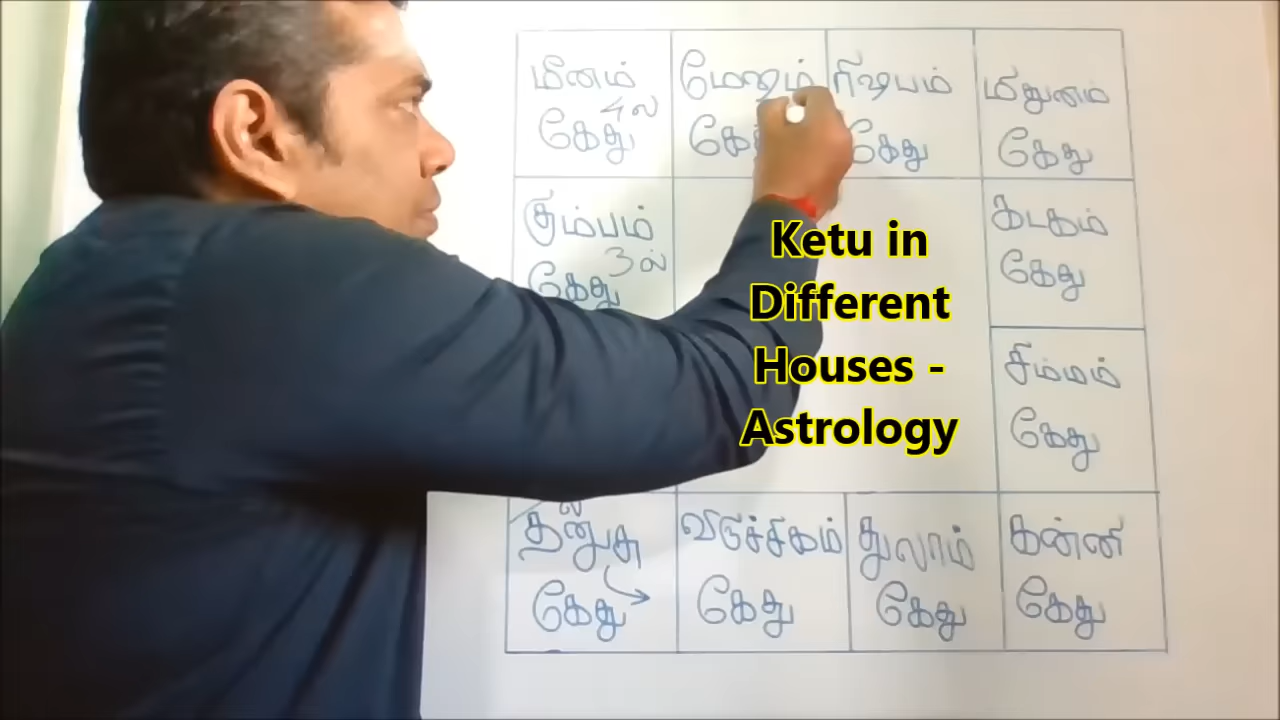 மீனம்
4ல
கேது
மேஷம்
ரிஷபம்
கேது
மிதுனம்
கேது
கும்பம்
3ல்
கேது
கடகம்
கேது
Ketu in
Different
Houses -
Astrology
சிம்மம்
கேது
தனுசு
கேது
விருச்சிகம்
கேது
துலாம்
கேது
கன்னி
கேது